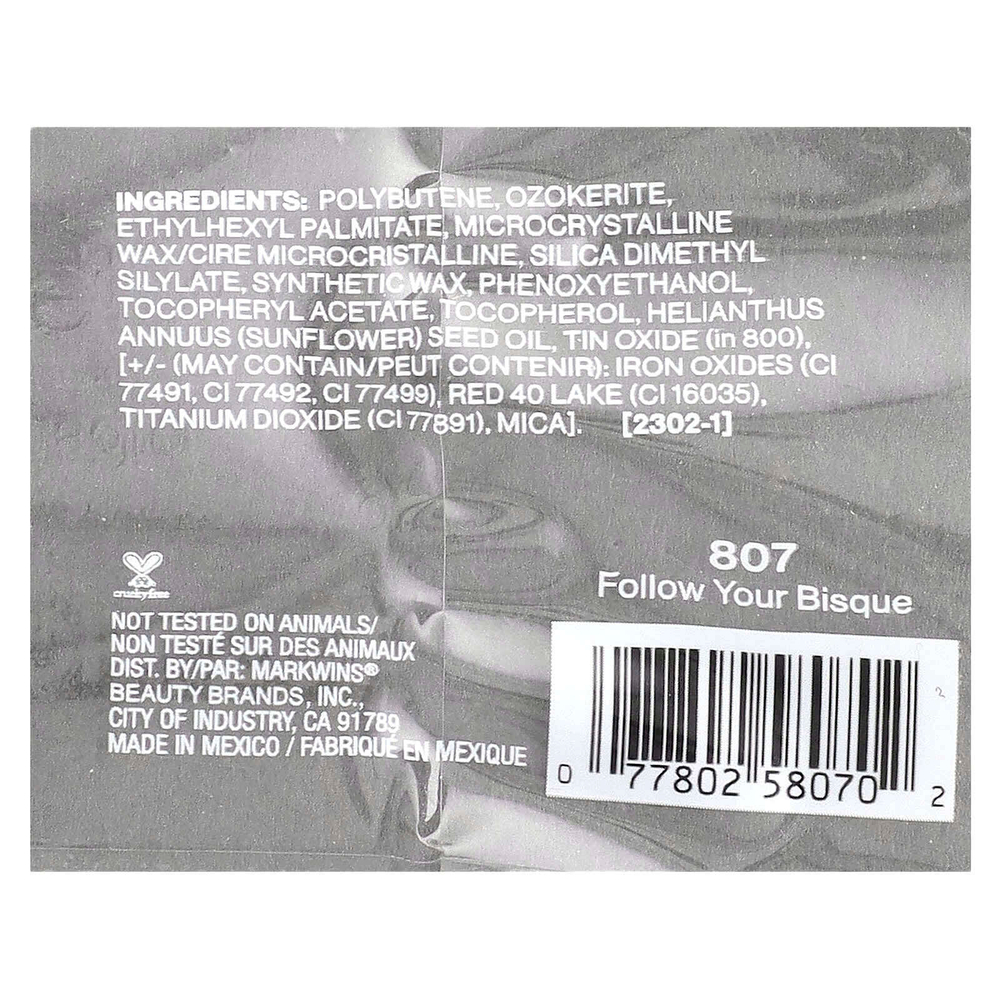 INGREDIENTS: POLYBUTENE, OZOKERITE,
ETHYLHEXYL PALMITATE, MICROCRYSTALLINE
WAX/CIRE MICROCRISTALLINE, SILICA DIMETHYL
SILYLATE, SYNTHETIC WAX, PHENOXYETHANOL,
TOCOPHERYL ACETATE, TOCOPHEROL, HELIANTHUS
ANNUUS (SUNFLOWER) SEED OIL, TIN OXIDE (in 800),
[+/- (MAY CONTAIN/PEUT CONTENIR): IRON OXIDES (CI
77491, CI 77492, CI 77499), RED 40 LAKE (CI 16035),
TITANIUM DIOXIDE (CI 77891), MICA]. [2302-1]
crueltyfree
NOT TESTED ON ANIMALS/
NON TESTÉ SUR DES ANIMAUX
DIST. BY/PAR: MARKWINS®
BEAUTY BRANDS, INC.,
CITY OF INDUSTRY, CA 91789
MADE IN MEXICO / FABRIQUÉ EN MEXIQUE
807
Follow Your Bisque
2
0 77802 58070 2